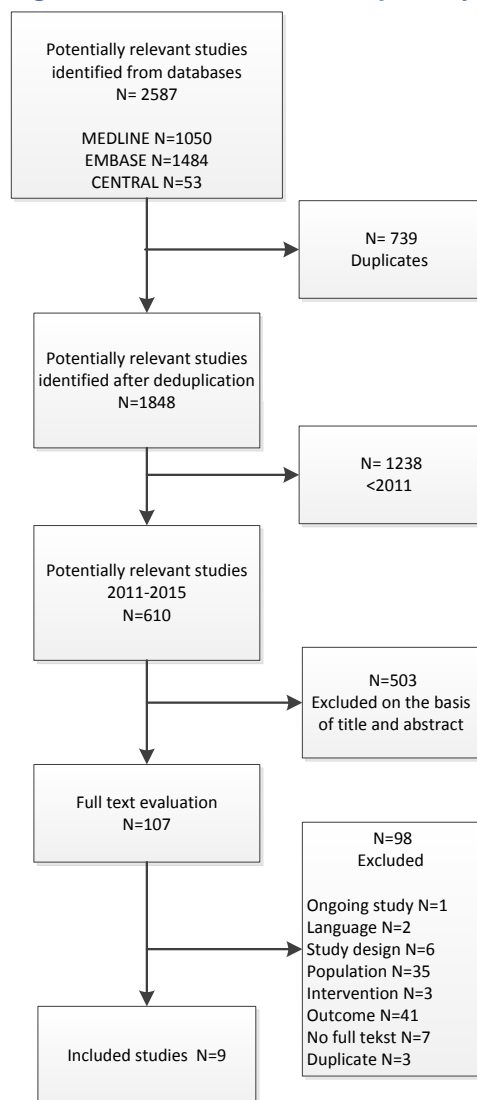 Potentially relevant studies
identified from databases
N= 2587
MEDLINE N=1050
EMBASE N=1484
CENTRAL N=53
N= 739
Duplicates
Potentially relevant studies
identified after deduplication
N=1848
N= 1238
<2011
Potentially relevant studies
2011-2015
N=610
N=503
Excluded on the basis
of title and abstract
Full text evaluation
N=107
N=98
Excluded
Ongoing study N=1
Language N=2
Study design N=6
Population N=35
Intervention N=3
Outcome N=41
No full tekst N=7
Duplicate N=3
Included studies N=9